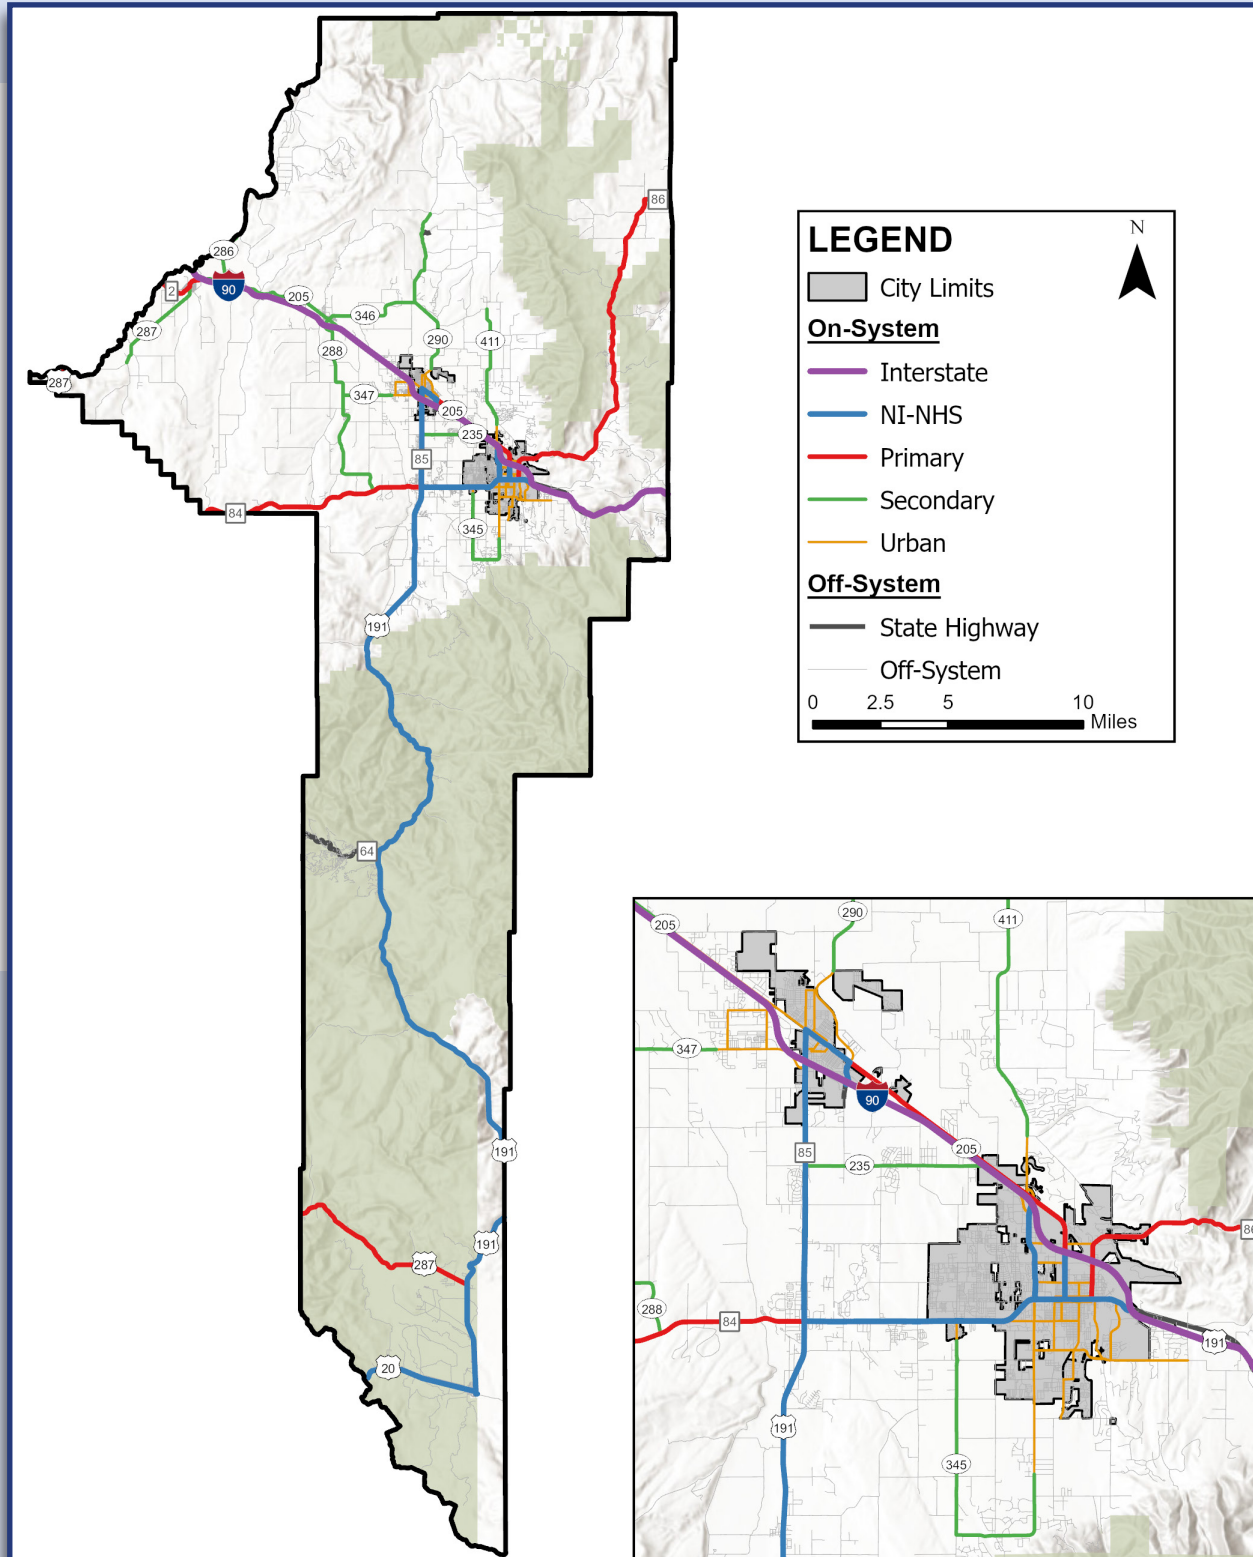 86
286
2
90
205
287
346
288
290
411
287
347
205
235
85
84
345
191
64
191
191
287
20
LEGEND
N
City Limits
On-System
Interstate
NI-NHS
Primary
Secondary
Urban
Off-System
State Highway
Off-System
0 2.5 5 10
Miles
205
290
411
347
90
85
235
205
86
288
84
191
191
345